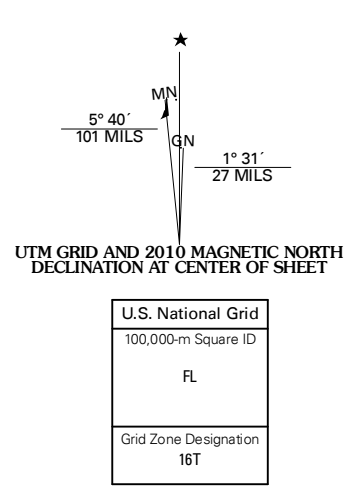 MN
5° 40´
101 MILS
GN
1° 31´
27 MILS
UTM GRID AND 2010 MAGNETIC NORTH
DECLINATION AT CENTER OF SHEET
U.S. National Grid
100,000-m Square ID
FL
Grid Zone Designation
16T